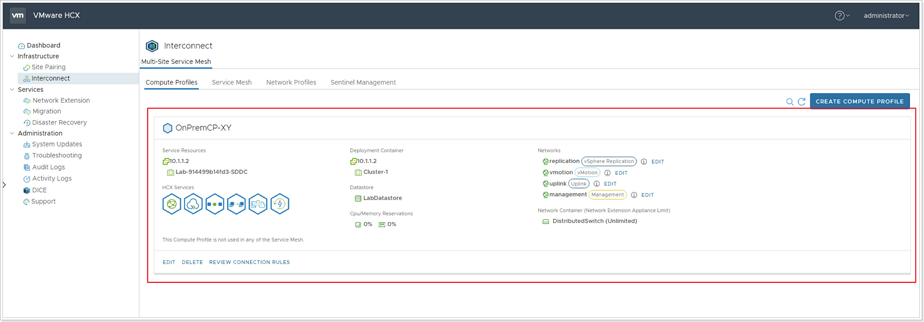 vm VMware HCX
administrator
Dashboard
Infrastructure
Site Pairing
Interconnect
Services
Network Extension
Migration
Disaster Recovery
Administration
System Updates
Troubleshooting
Audit Logs
Activity Logs
DICE
Support
Interconnect
Multi-Site Service Mesh
Compute Profiles Service Mesh Network Profiles Sentinel Management
CREATE COMPUTE PROFILE
OnPremCP-XY
Service Resources
10.1.1.2
Lab-914499b14fd3-SDDC
HCX Services
This Compute Profile is not used in any of the Service Mesh.
Deployment Container
10.1.1.2
Cluster-1
Datastore
LabDatastore
Cpu/Memory Reservations
0% 0%
Networks
replication vSphere Replication EDIT
vmotion vMotion EDIT
uplink Uplink EDIT
management Management EDIT
Network Container (Network Extension Appliance Limit)
DistributedSwitch (Unlimited)
EDIT DELETE REVIEW CONNECTION RULES